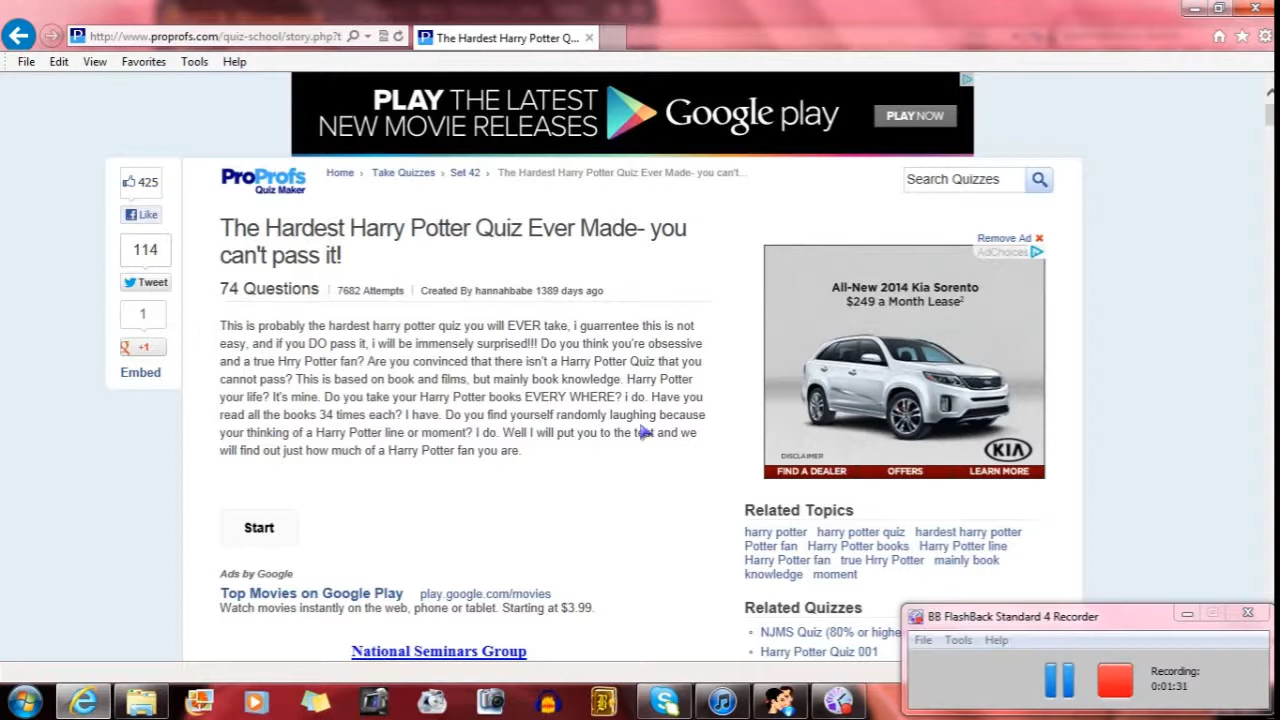 http://www.proprofs.com/quiz-school/story.php?t
The Hardest Harry Potter Q...
File Edit View Favorites Tools Help
PLAY THE LATEST
NEW MOVIE RELEASES
Google play
PLAY NOW
425
Like
114
Tweet
1
+1
Embed
ProProfs
Quiz Maker
Home › Take Quizzes › Set 42 › The Hardest Harry Potter Quiz Ever Made- you can't...
Search Quizzes
The Hardest Harry Potter Quiz Ever Made- you
can't pass it!
74 Questions | 7682 Attempts | Created By hannahbabe 1389 days ago
This is probably the hardest harry potter quiz you will EVER take, i guarrentee this is not
easy, and if you DO pass it, i will be immensely surprised!!! Do you think you're obsessive
and a true Hrry Potter fan? Are you convinced that there isn't a Harry Potter Quiz that you
cannot pass? This is based on book and films, but mainly book knowledge. Harry Potter
your life? It's mine. Do you take your Harry Potter books EVERY WHERE? i do. Have you
read all the books 34 times each? I have. Do you find yourself randomly laughing because
your thinking of a Harry Potter line or moment? I do. Well I will put you to the test and we
will find out just how much of a Harry Potter fan you are.
Start
Ads by Google
Top Movies on Google Play play.google.com/movies
Watch movies instantly on the web, phone or tablet. Starting at $3.99.
National Seminars Group
Remove Ad
AdChoices
All-New 2014 Kia Sorento
$249 a Month Lease2
DISCLAIMER
KIA
FIND A DEALER OFFERS LEARN MORE
Related Topics
harry potter harry potter quiz hardest harry potter
Potter fan Harry Potter books Harry Potter line
Harry Potter fan true Hrry Potter mainly book
knowledge moment
Related Quizzes
NJMS Quiz (80% or highe
Harry Potter Quiz 001
BB FlashBack Standard 4 Recorder
File Tools Help
Recording:
0:01:31